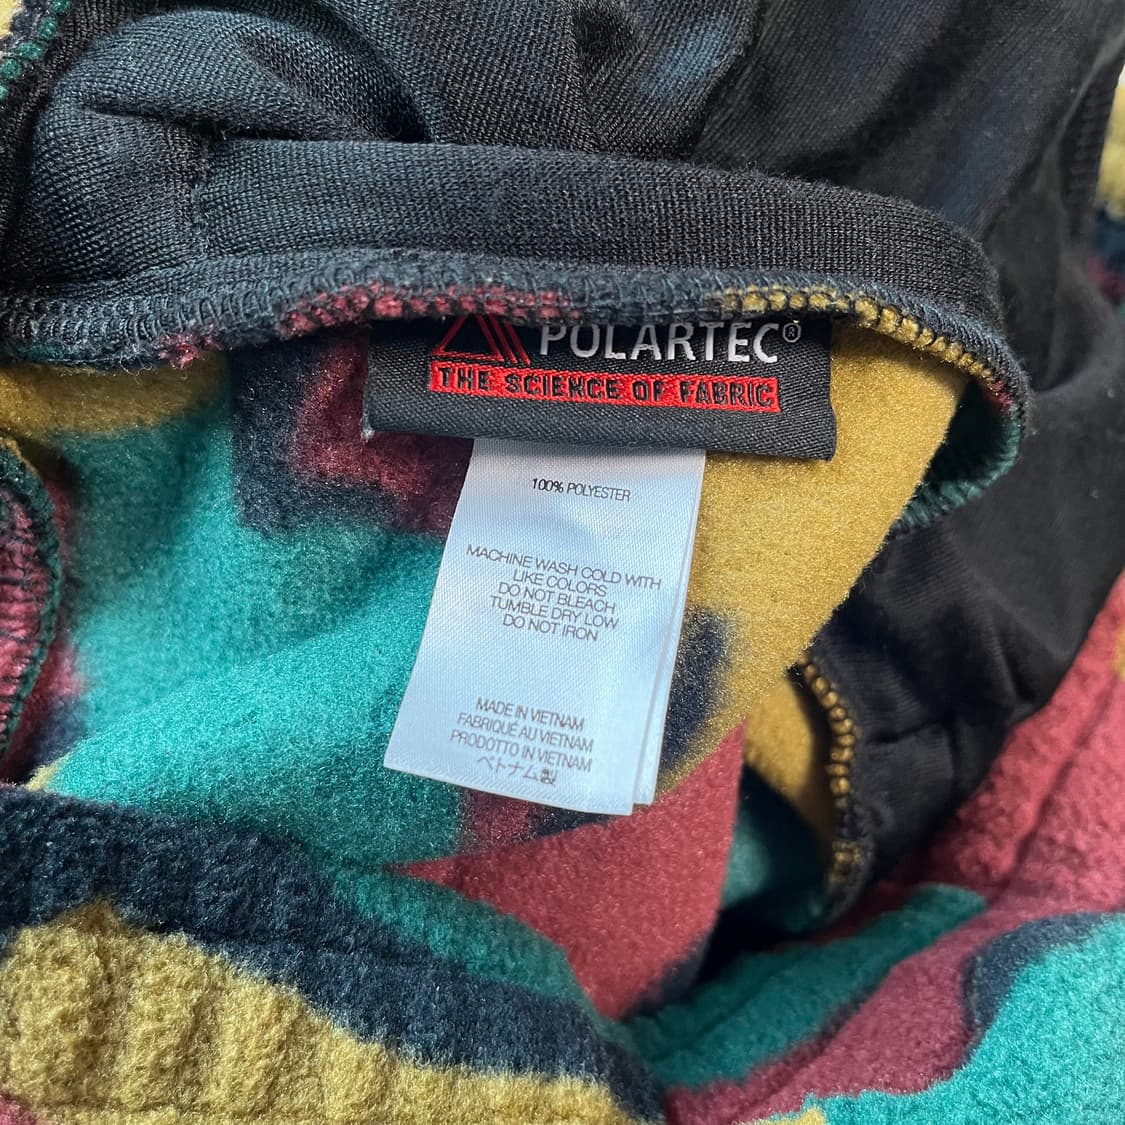 POLARTEC®
THE SCIENCE OF FABRIC
100% POLYESTER
MACHINE WASH COLD WITH
LIKE COLORS
DO NOT BLEACH
TUMBLE DRY LOW
DO NOT IRON
MADE IN VIETNAM
FABRIQUÉ AU VIETNAM
PRODOTTO IN VIETNAM
ベトナム製